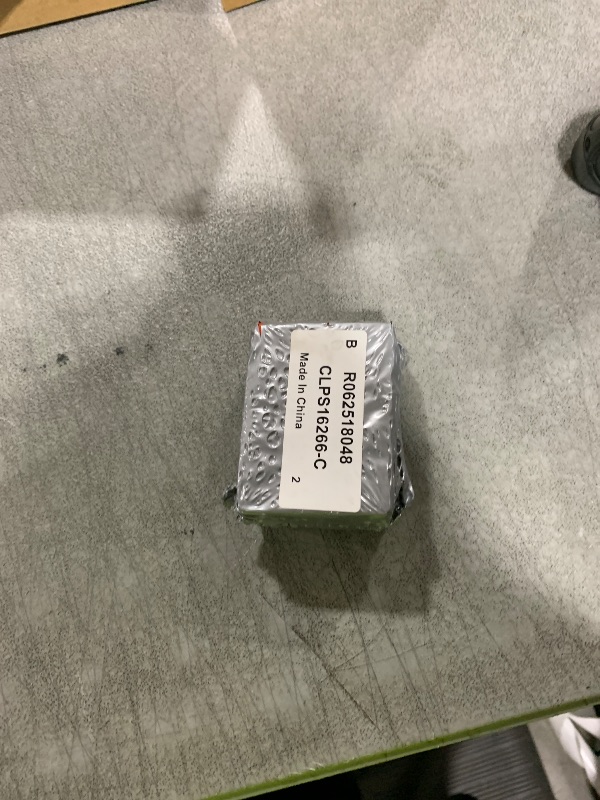 B R062518048
CLPS16266-C
Made In China 2